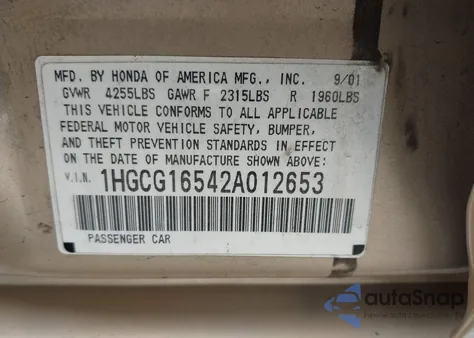 MFD. BY HONDA OF AMERICA MFG., INC. 9/01
GVWR 4255LBS GAWR F 2315LBS R 1960LBS
THIS VEHICLE CONFORMS TO ALL APPLICABLE
FEDERAL MOTOR VEHICLE SAFETY, BUMPER,
AND THEFT PREVENTION STANDARDS IN EFFECT
ON THE DATE OF MANUFACTURE SHOWN ABOVE:
V.I.N. 1HGCG16542A012653
PASSENGER CAR
autoSnap